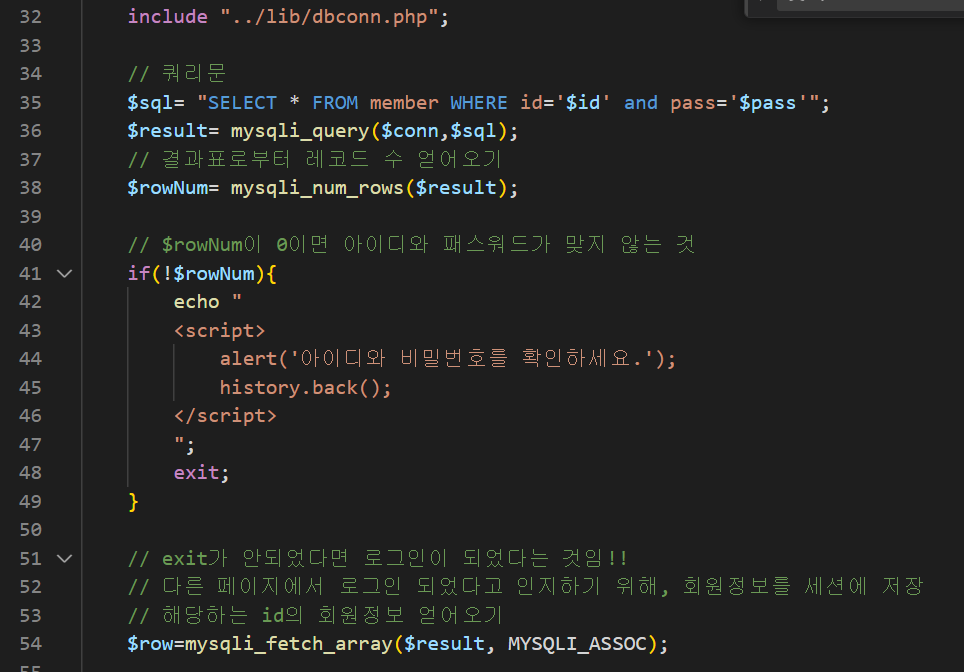 32 include "../lib/dbconn.php";
33
34 // 쿼리문
35 $sql= "SELECT * FROM member WHERE id='$id' and pass='$pass'";
36 $result= mysqli_query($conn,$sql);
37 // 결과표로부터 레코드 수 얻어오기
38 $rowNum= mysqli_num_rows($result);
39
40 // $rowNum이 0이면 아이디와 패스워드가 맞지 않는 것
41 if(!$rowNum){
42 echo "
43 <script>
44 alert('아이디와 비밀번호를 확인하세요.');
45 history.back();
46 </script>
47 ";
48 exit;
49 }
50
51 // exit가 안되었다면 로그인이 되었다는 것임!!
52 // 다른 페이지에서 로그인 되었다고 인지하기 위해, 회원정보를 세션에 저장
53 // 해당하는 id의 회원정보 얻어오기
54 $row=mysqli_fetch_array($result, MYSQLI_ASSOC);